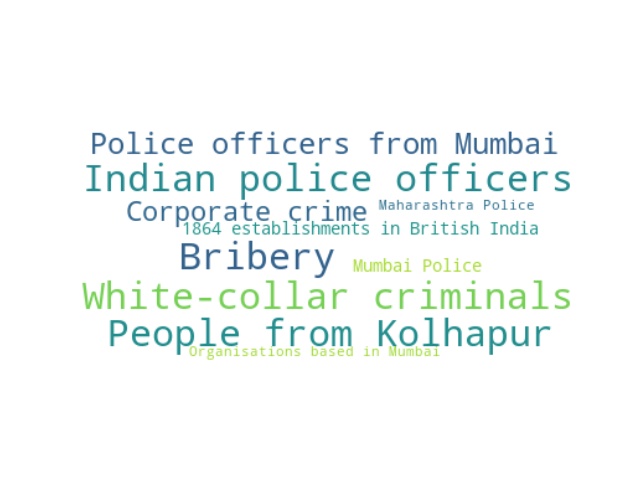 Police officers from Mumbai
Indian police officers
Corporate crime Maharashtra Police
1864 establishments in British India
Bribery Mumbai Police
White-collar criminals
People from Kolhapur
Organisations based in Mumbai